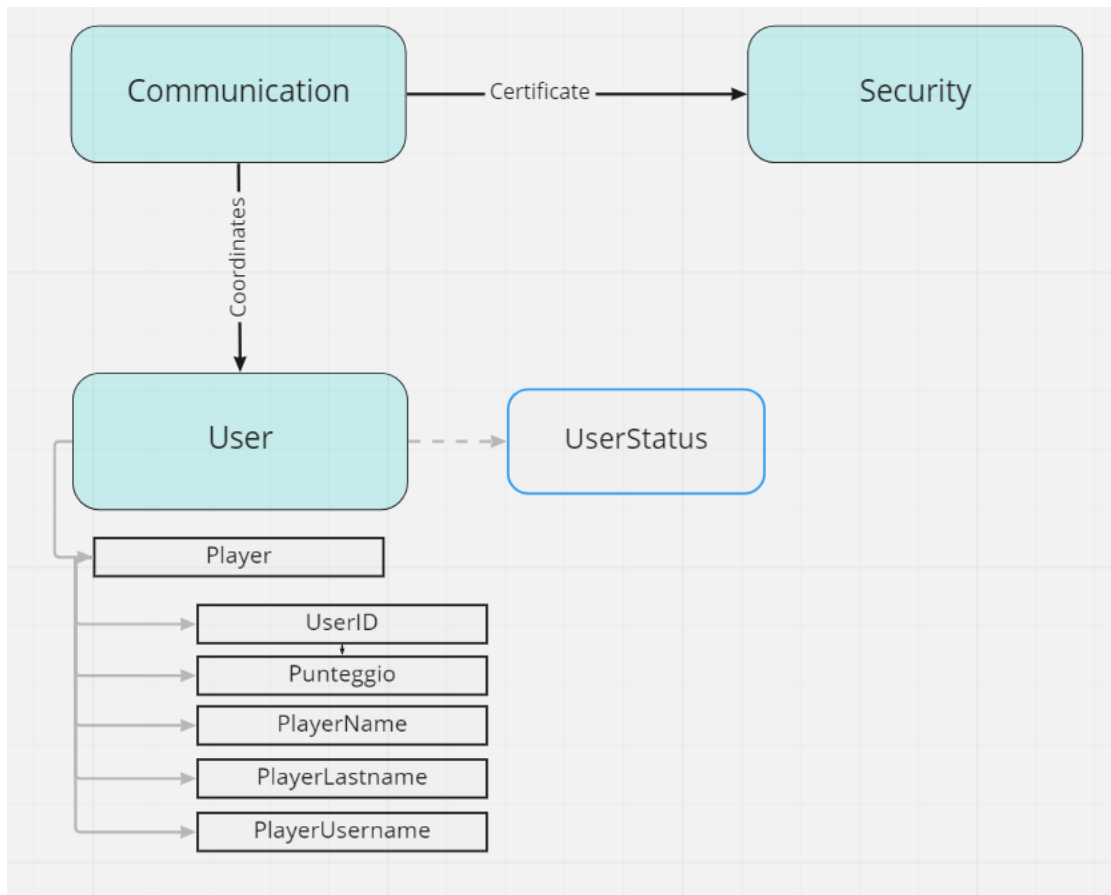 Communication
Certificate
Security
Coordinates
User
UserStatus
Player
UserID
Punteggio
PlayerName
PlayerLastname
PlayerUsername